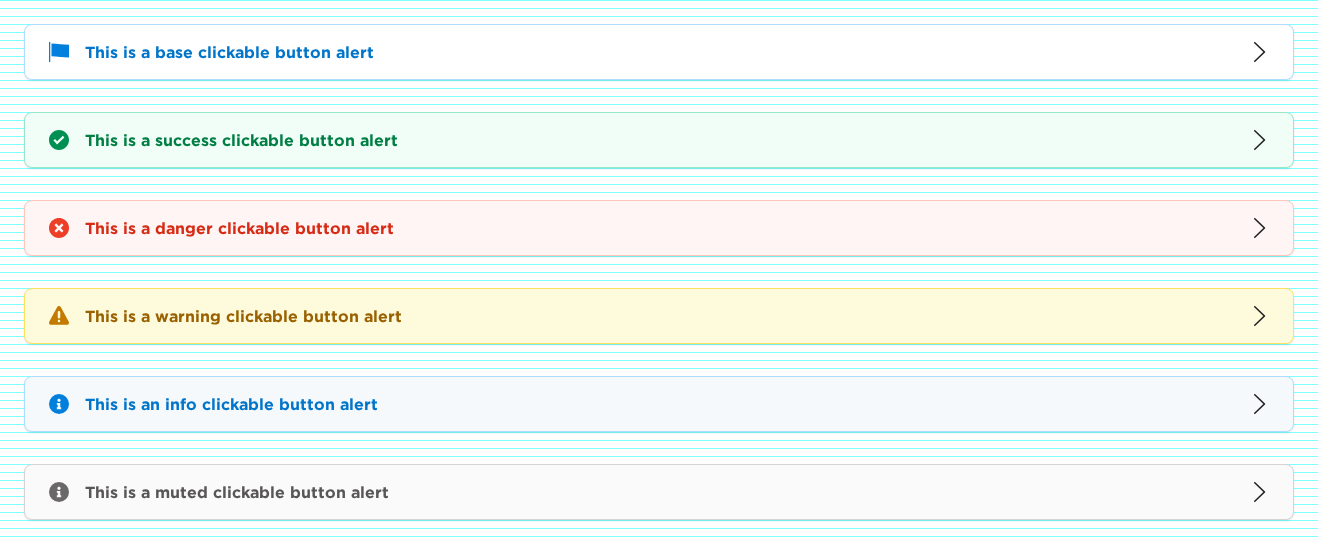 This is a base clickable button alert
This is a success clickable button alert
This is a danger clickable button alert
This is a warning clickable button alert
This is an info clickable button alert
This is a muted clickable button alert